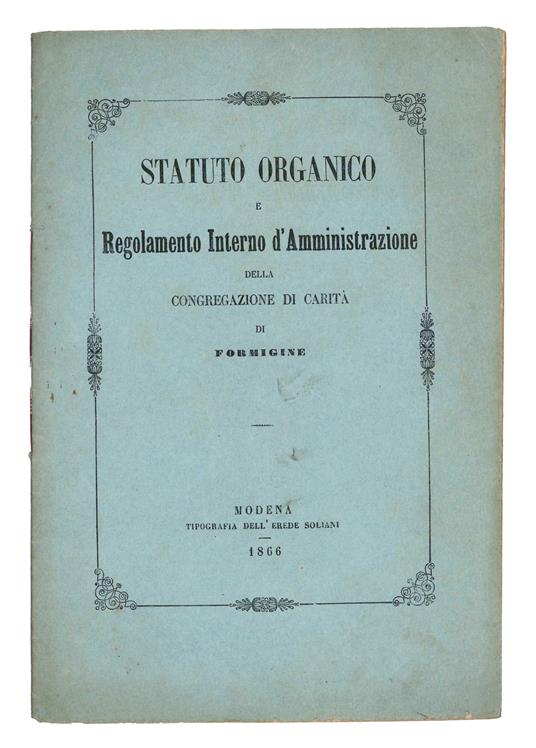 STATUTO ORGANICO
E
Regolamento Interno d'Amministrazione
DELLA
CONGREGAZIONE DI CARITÀ
DI
FORMIGINE
MODENA
TIPOGRAFIA DELL' EREDE SOLIANI
1866